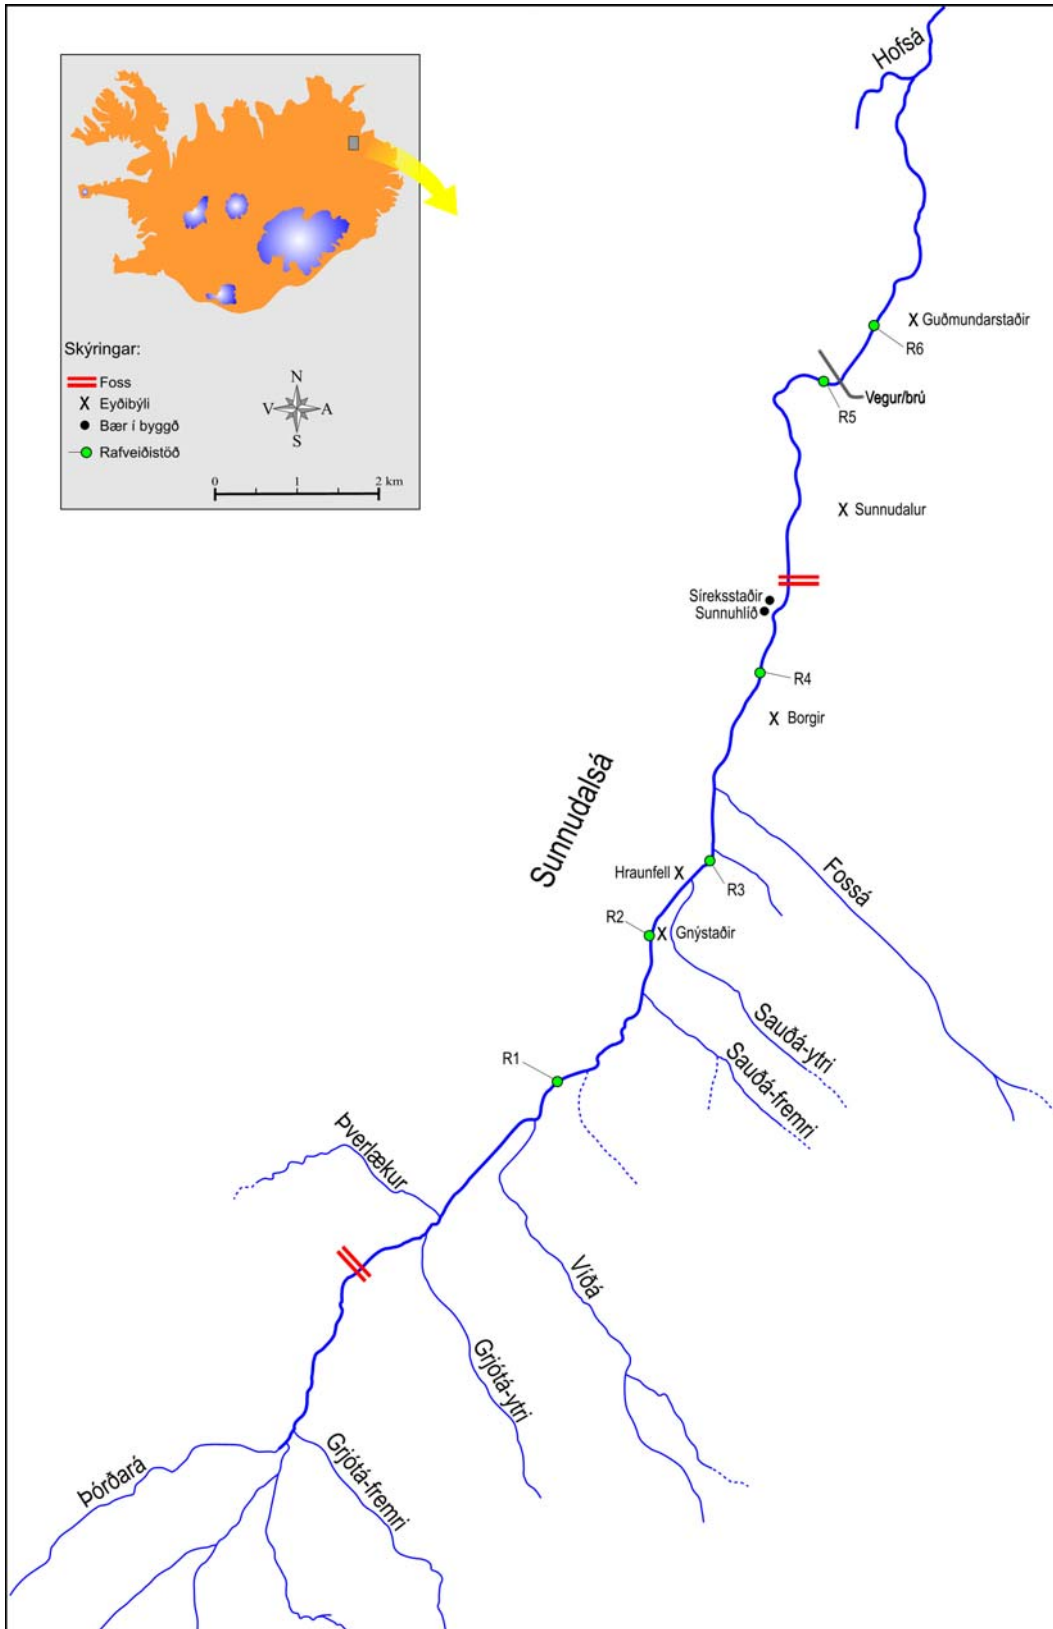 Hofsá
Skýringar:
Foss
Eyðibýli
Bær í byggð
Rafveiðistöð
N
V
A
S
0
1
2 km
X Guðmundarstaðir
R6
Vegur/brú
R5
X Sunnudalur
Síreksstaðir
Sunnuhlíð
R4
X Borgir
Sunnudalsá
Fossá
Hraunfell X
R3
R2
X Gnýstaðir
Sauðá-ytri
Sauðá-fremri
R1
Þverlækur
Víðá
Grjótá-ytri
Grjótá-fremri
Þórðará